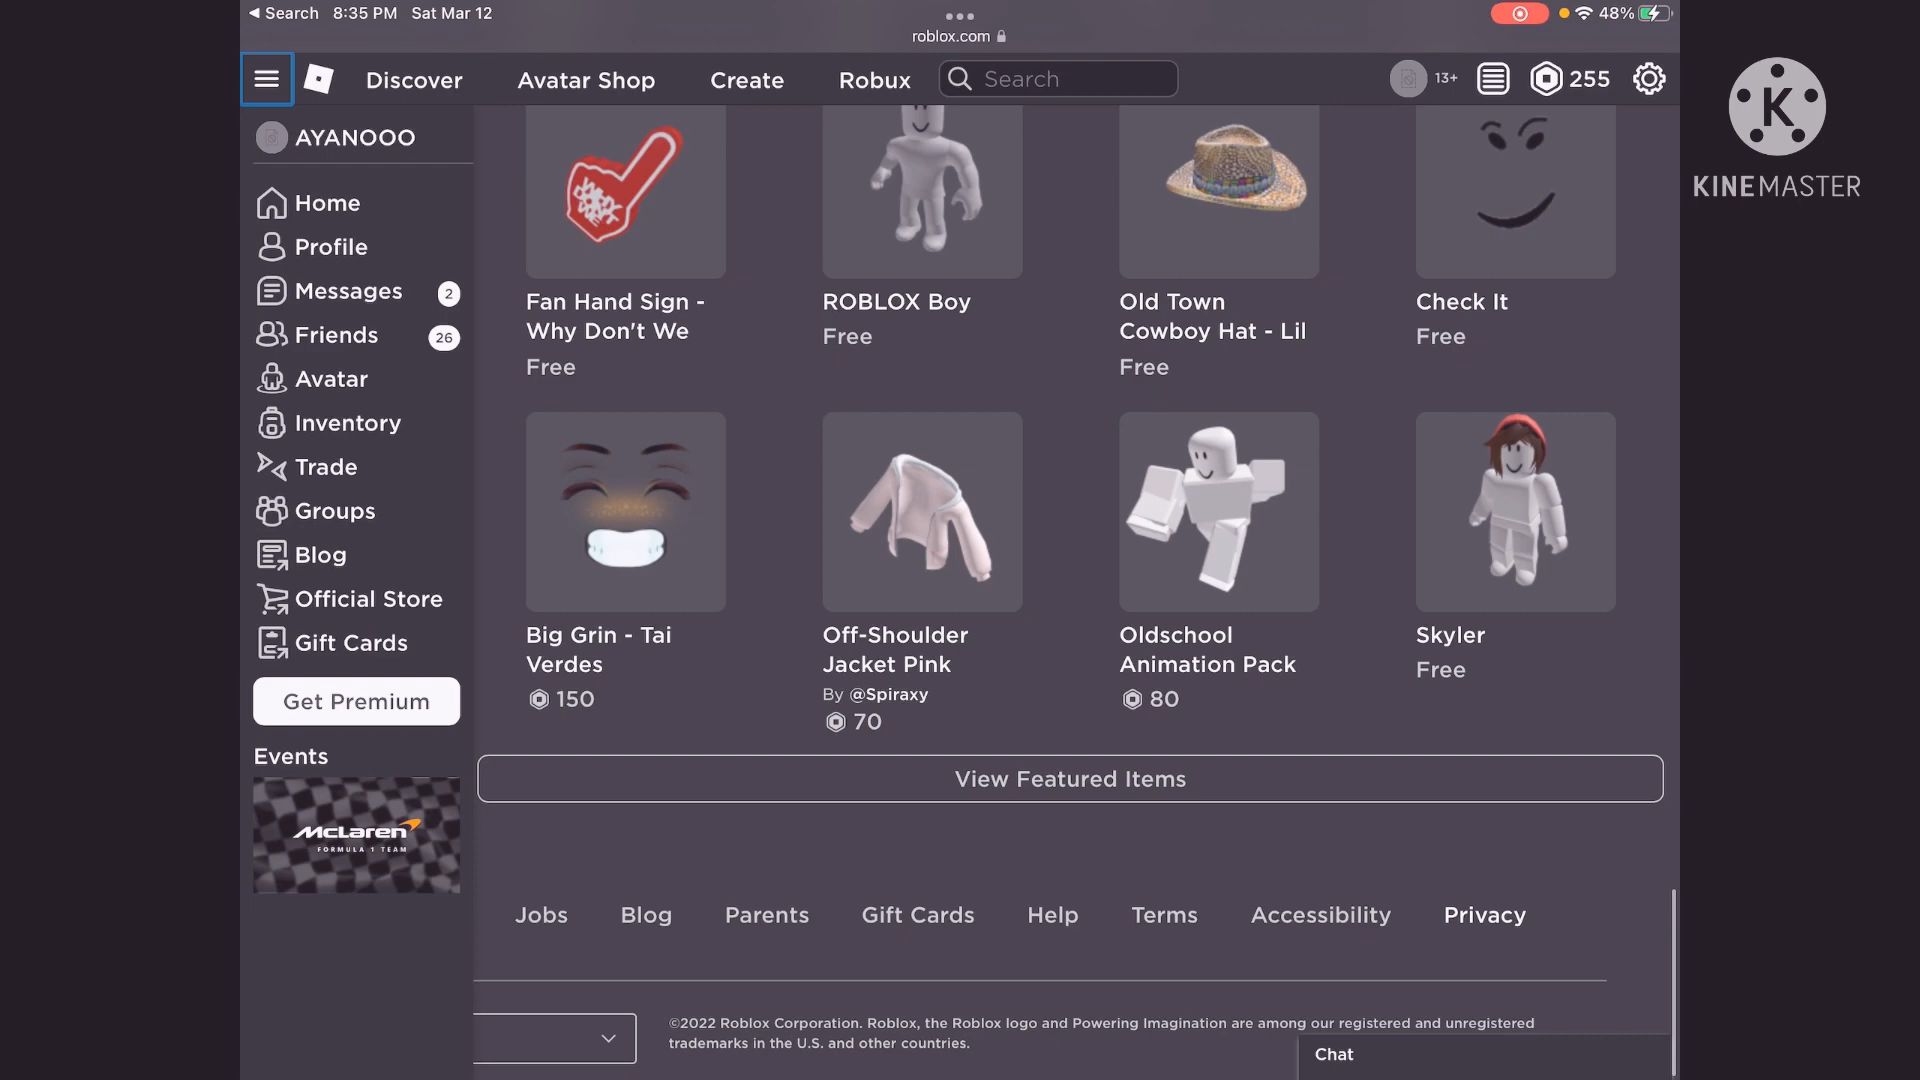 Search 8:35 PM Sat Mar 12
roblox.com
48%
Discover Avatar Shop Create Robux Search 13+ 255
AYANOOO
Home
Profile
Messages 2
Friends 26
Avatar
Inventory
Trade
Groups
Blog
Official Store
Gift Cards
Get Premium
Events
McLaren
FORMULA 1 TEAM
Fan Hand Sign -
Why Don't We
Free
ROBLOX Boy
Free
Old Town
Cowboy Hat - Lil
Free
Check It
Free
Big Grin - Tai
Verdes
150
Off-Shoulder
Jacket Pink
By @Spiraxy
70
Oldschool
Animation Pack
80
Skyler
Free
View Featured Items
Jobs Blog Parents Gift Cards Help Terms Accessibility Privacy
©2022 Roblox Corporation. Roblox, the Roblox logo and Powering Imagination are among our registered and unregistered
trademarks in the U.S. and other countries.
Chat
K
KINEMASTER